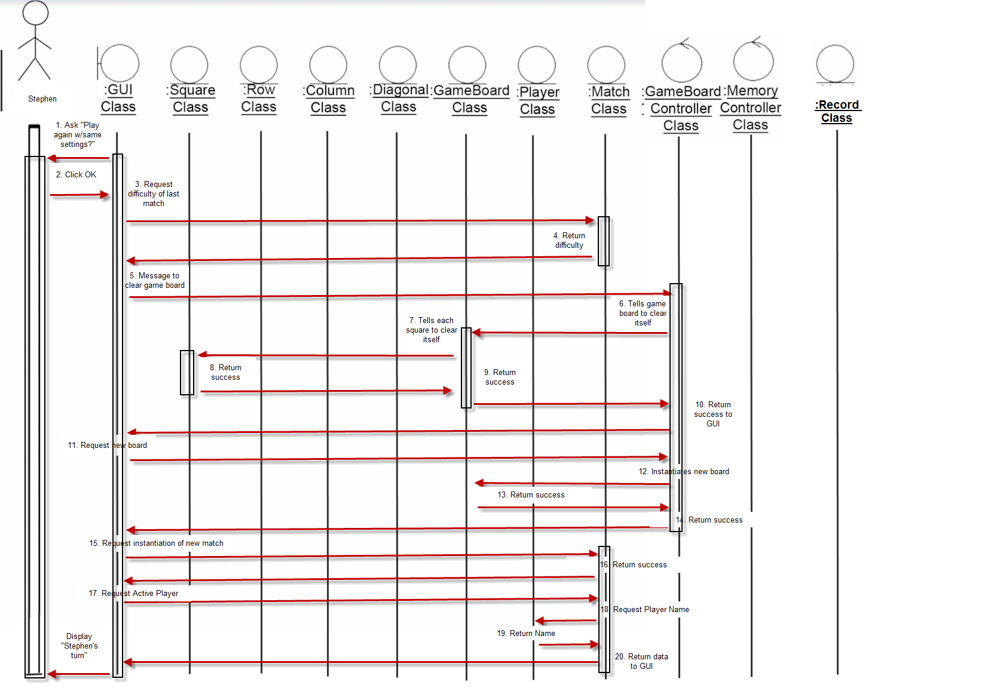 Stephen
:GUI
Class
:Square
Class
:Row
Class
:Column
Class
:Diagonal
Class
:GameBoard
Class
:Player
Class
:Match
Class
:GameBoard
Controller
Class
:Memory
Controller
Class
:Record
Class
1. Ask "Play
again w/same
settings?"
2. Click OK
3. Request
difficulty of last
match
4. Return
difficulty
5. Message to
clear game board
6. Tells game
board to clear
itself
7. Tells each
square to clear
itself
8. Return
success
9. Return
success
10. Return
success to
GUI
11. Request new board
12. Instantiates new board
13. Return success
14. Return success
15. Request instantiation of new match
16. Return success
17. Request Active Player
18. Request Player Name
19. Return Name
20. Return data
to GUI
Display
"Stephen's
turn"